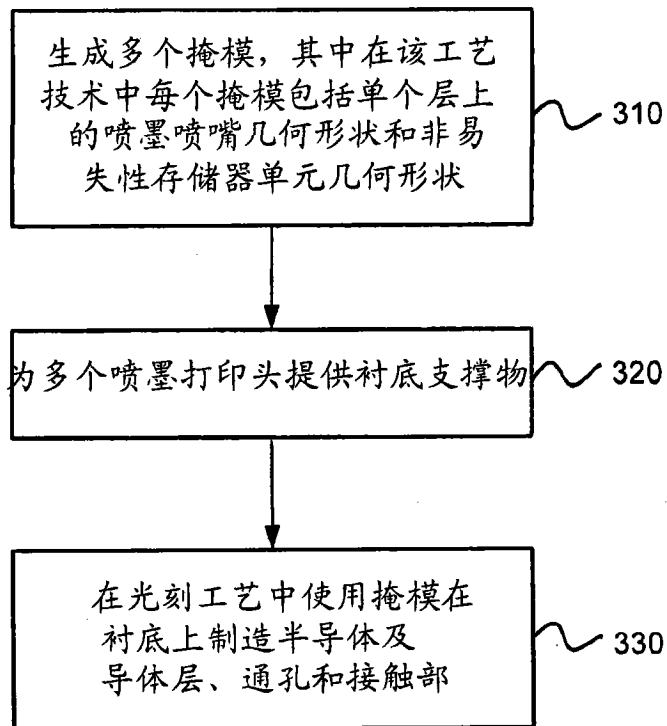 生成多个掩模，其中在该工艺
技术中每个掩模包括单个层上
的喷墨喷嘴几何形状和非易
失性存储器单元几何形状
310
为多个喷墨打印头提供衬底支撑物
320
在光刻工艺中使用掩模在
衬底上制造半导体及
导体层、通孔和接触部
330